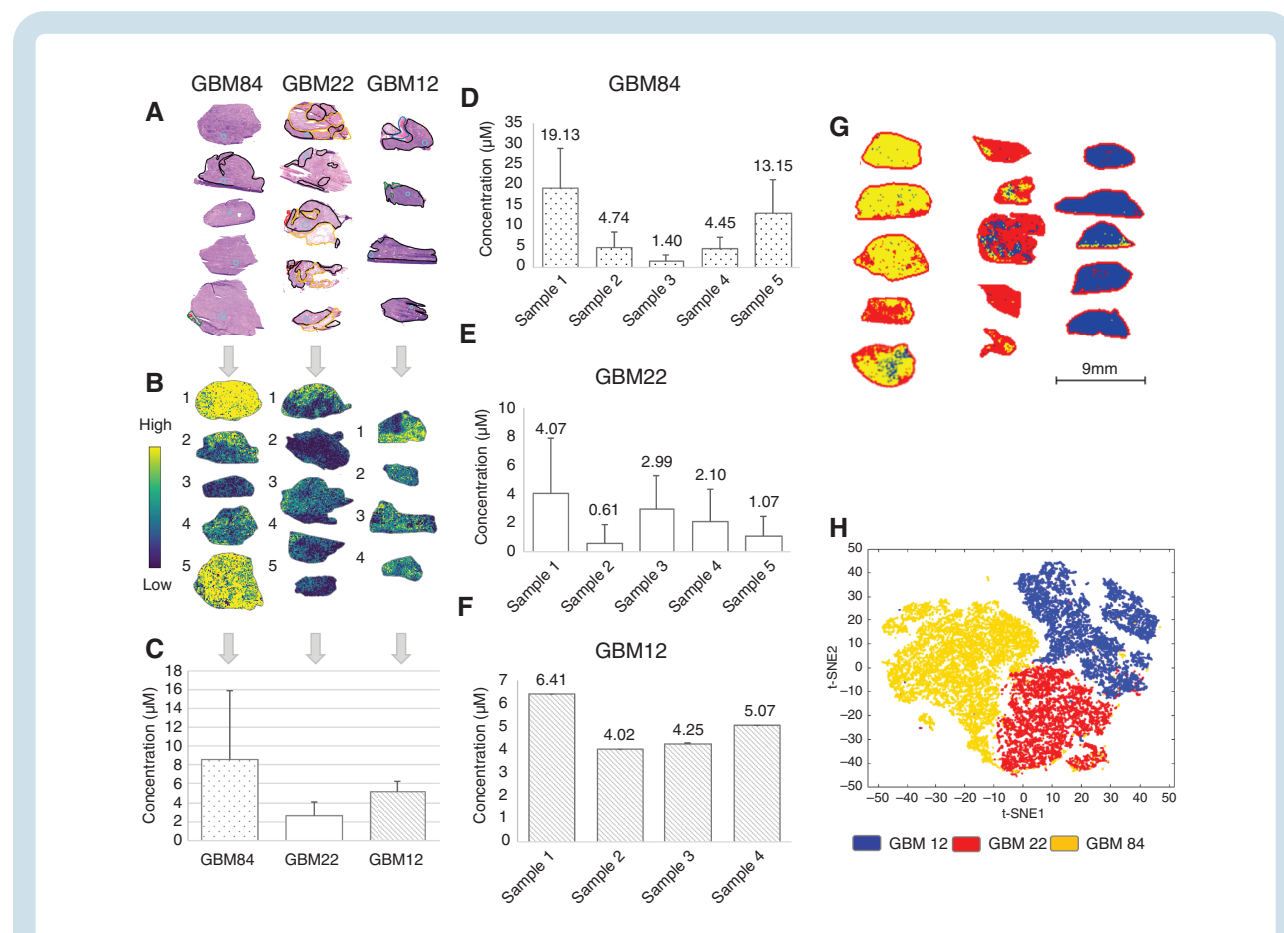 A
GBM84
GBM22
GBM12
B
High
Low
1
2
3
4
5
1
2
3
4
5
1
2
3
4
C
Concentration (µM)
18
16
14
12
10
8
6
4
2
0
GBM84
GBM22
GBM12
D
GBM84
Concentration (µM)
35
30
25
20
15
10
5
0
19.13
4.74
1.40
4.45
13.15
Sample 1
Sample 2
Sample 3
Sample 4
Sample 5
E
GBM22
Concentration (µM)
10
8
6
4
2
0
4.07
0.61
2.99
2.10
1.07
Sample 1
Sample 2
Sample 3
Sample 4
Sample 5
F
GBM12
Concentration (µM)
7
6
5
4
3
2
1
0
6.41
4.02
4.25
5.07
Sample 1
Sample 2
Sample 3
Sample 4
G
9mm
H
t-SNE2
50
40
30
20
10
0
−10
−20
−30
−40
−50
−50 −40 −30 −20 −10 0 10 20 30 40 50
t-SNE1
GBM 12 GBM 22 GBM 84